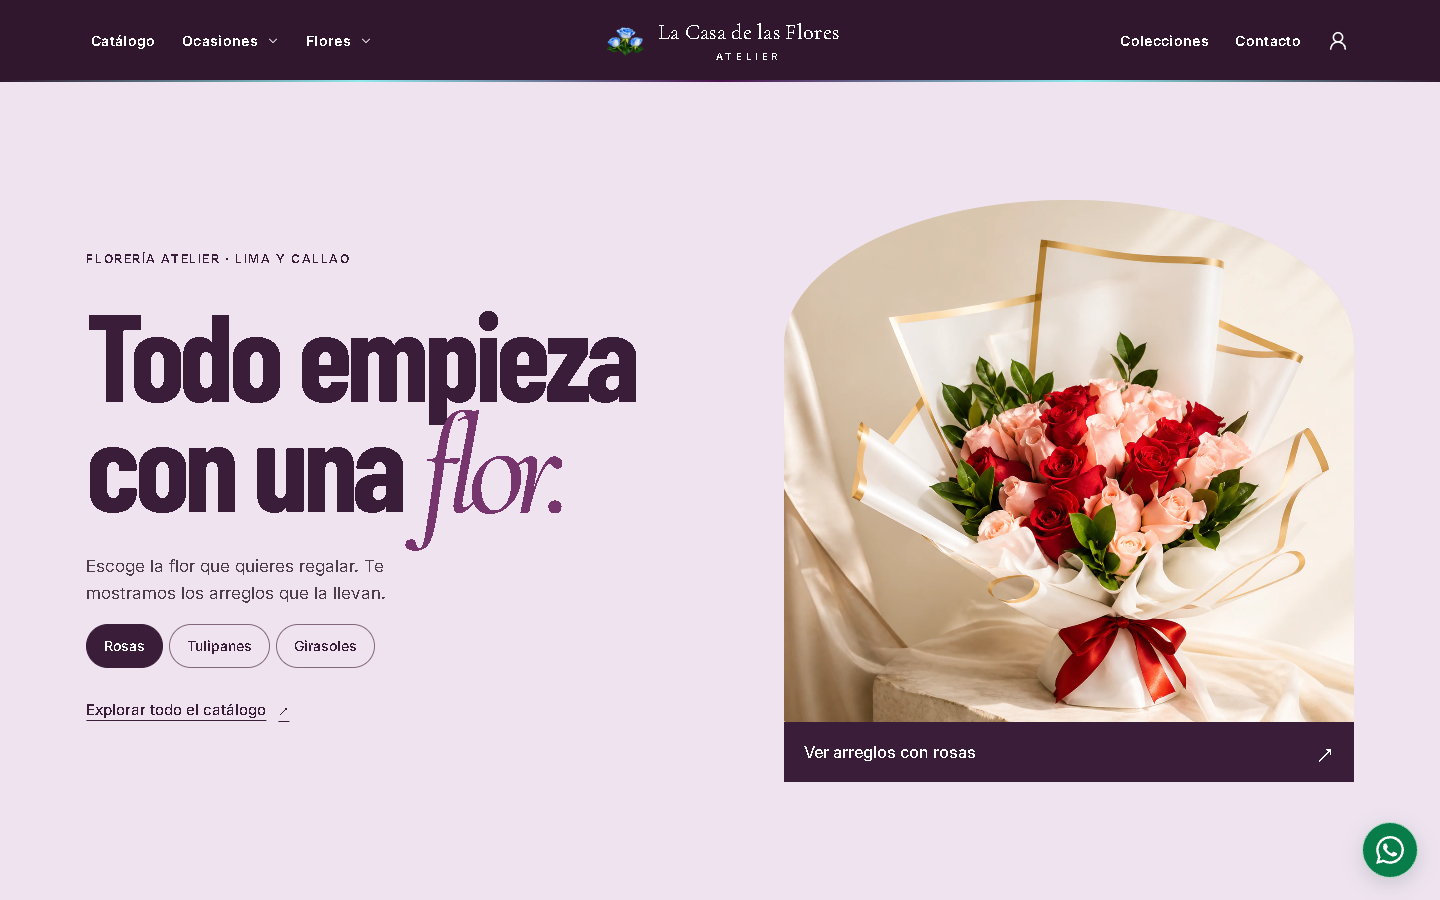 Catálogo
Ocasiones
Flores
La Casa de las Flores
ATELIER
Colecciones
Contacto
FLORERÍA ATELIER · LIMA Y CALLAO
Todo empieza
con una flor.
Escoge la flor que quieres regalar. Te
mostramos los arreglos que la llevan.
Rosas
Tulipanes
Girasoles
Explorar todo el catálogo ↗
Ver arreglos con rosas ↗